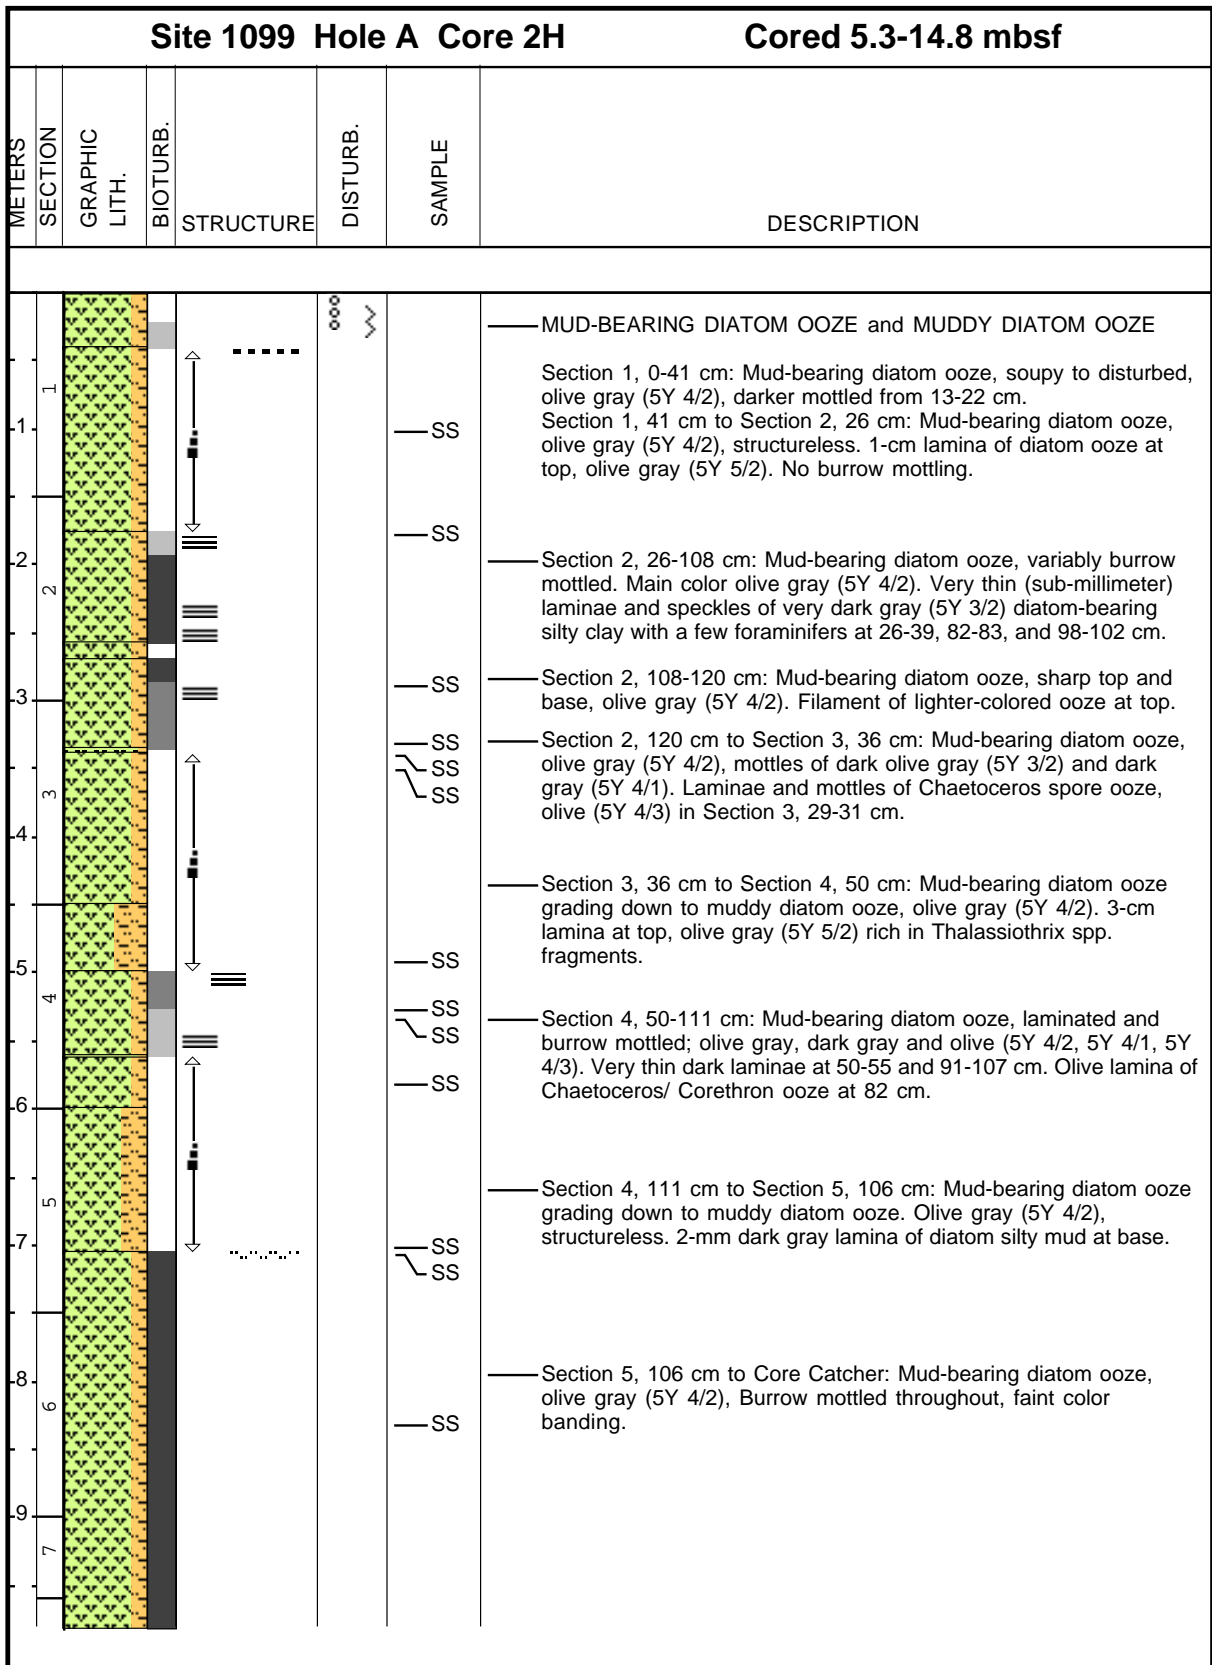 Site 1099 Hole A Core 2H Cored 5.3-14.8 mbsf
METERS
SECTION
GRAPHIC
LITH.
BIOTURB.
STRUCTURE
DISTURB.
SAMPLE
DESCRIPTION
MUD-BEARING DIATOM OOZE and MUDDY DIATOM OOZE
Section 1, 0-41 cm: Mud-bearing diatom ooze, soupy to disturbed,
olive gray (5Y 4/2), darker mottled from 13-22 cm.
Section 1, 41 cm to Section 2, 26 cm: Mud-bearing diatom ooze,
olive gray (5Y 4/2), structureless. 1-cm lamina of diatom ooze at
top, olive gray (5Y 5/2). No burrow mottling.
Section 2, 26-108 cm: Mud-bearing diatom ooze, variably burrow
mottled. Main color olive gray (5Y 4/2). Very thin (sub-millimeter)
laminae and speckles of very dark gray (5Y 3/2) diatom-bearing
silty clay with a few foraminifers at 26-39, 82-83, and 98-102 cm.
Section 2, 108-120 cm: Mud-bearing diatom ooze, sharp top and
base, olive gray (5Y 4/2). Filament of lighter-colored ooze at top.
Section 2, 120 cm to Section 3, 36 cm: Mud-bearing diatom ooze,
olive gray (5Y 4/2), mottles of dark olive gray (5Y 3/2) and dark
gray (5Y 4/1). Laminae and mottles of Chaetoceros spore ooze,
olive (5Y 4/3) in Section 3, 29-31 cm.
Section 3, 36 cm to Section 4, 50 cm: Mud-bearing diatom ooze
grading down to muddy diatom ooze, olive gray (5Y 4/2). 3-cm
lamina at top, olive gray (5Y 5/2) rich in Thalassiothrix spp.
fragments.
Section 4, 50-111 cm: Mud-bearing diatom ooze, laminated and
burrow mottled; olive gray, dark gray and olive (5Y 4/2, 5Y 4/1, 5Y
4/3). Very thin dark laminae at 50-55 and 91-107 cm. Olive lamina of
Chaetoceros/ Corethron ooze at 82 cm.
Section 4, 111 cm to Section 5, 106 cm: Mud-bearing diatom ooze
grading down to muddy diatom ooze. Olive gray (5Y 4/2),
structureless. 2-mm dark gray lamina of diatom silty mud at base.
Section 5, 106 cm to Core Catcher: Mud-bearing diatom ooze,
olive gray (5Y 4/2), Burrow mottled throughout, faint color
banding.
1
2
3
4
5
6
7
8
9
1
2
3
4
5
6
7
SS
SS
SS
SS
SS
SS
SS
SS
SS
SS
SS
SS
SS